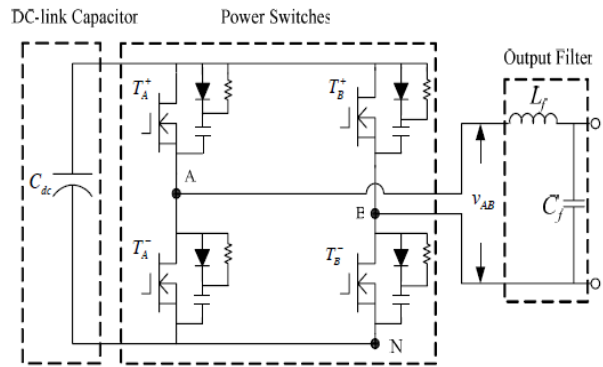 DC-link Capacitor
Power Switches
Output Filter
T_A^+
T_B^+
L_f
A
C_dc
v_AB
C_f
B
T_A^-
T_B^-
N